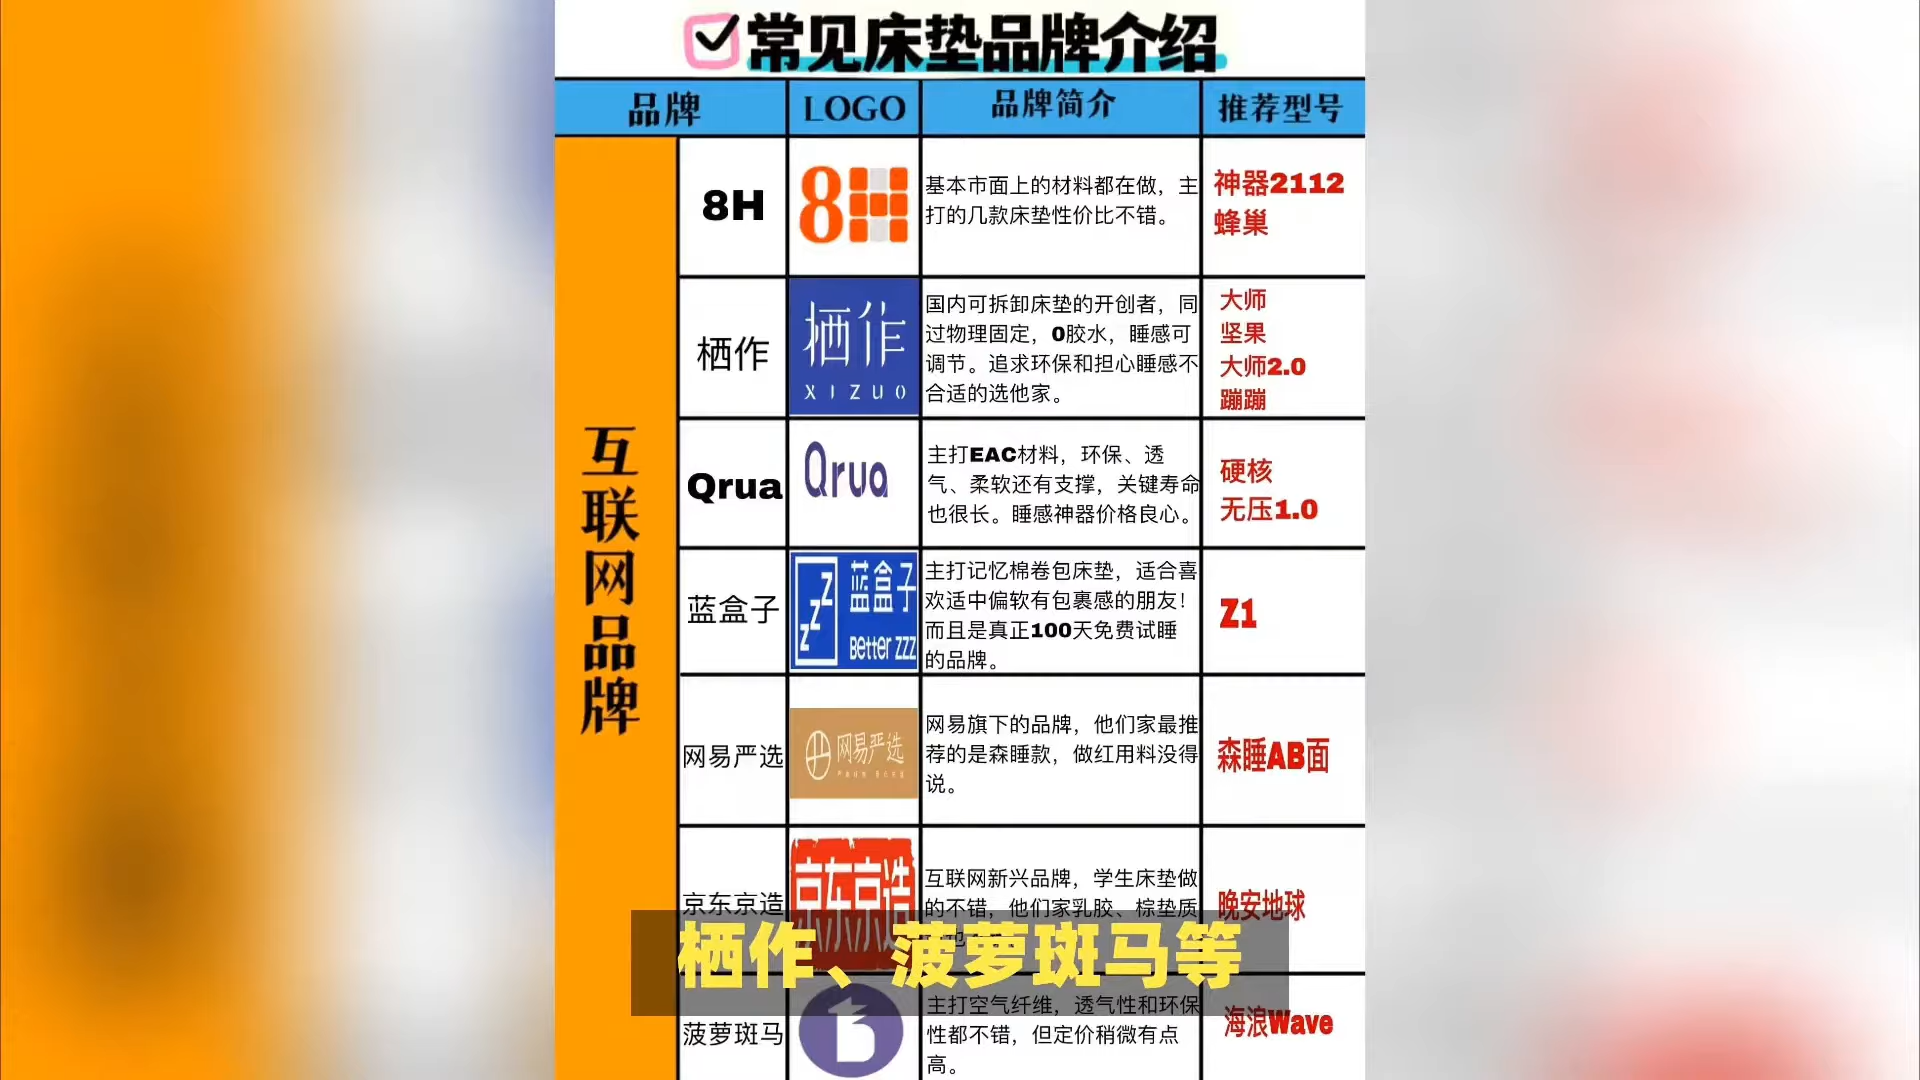 常见床垫品牌介绍
品牌
LOGO
品牌简介
推荐型号
互联网品牌
8H
8H
基本市面上的材料都在做，主
打的几款床垫性价比不错。
神器2112
蜂巢
栖作
栖作
XIZUO
国内可拆卸床垫的开创者，同
过物理固定，0胶水，睡感可
调节。追求环保和担心睡感不
合适的选他家。
大师
坚果
大师2.0
蹦蹦
Qrua
Qrua
主打EAC材料，环保、透
气、柔软还有支撑，关键寿命
也很长。睡感神器价格良心。
硬核
无压1.0
蓝盒子
zzz
蓝盒子
Better ZZZ
主打记忆棉卷包床垫，适合喜
欢适中偏软有包裹感的朋友！
而且是真正100天免费试睡
的品牌。
Z1
网易严选
网易严选
网易旗下的品牌，他们家最推
荐的是森睡款，做红用料没得
说。
森睡AB面
京东京造
京东京造
互联网新兴品牌，学生床垫做
的不错，他们家乳胶、棕垫质
晚安地球
栖作、菠萝斑马等
菠萝斑马
主打空气纤维，透气性和环保
性都不错，但定价稍微有点
高。
海浪Wave